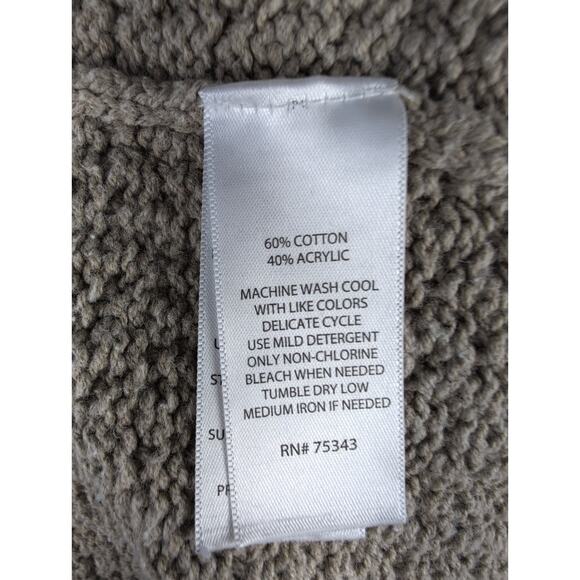 60% COTTON
40% ACRYLIC
MACHINE WASH COOL
WITH LIKE COLORS
DELICATE CYCLE
USE MILD DETERGENT
ONLY NON-CHLORINE
BLEACH WHEN NEEDED
TUMBLE DRY LOW
MEDIUM IRON IF NEEDED
RN# 75343